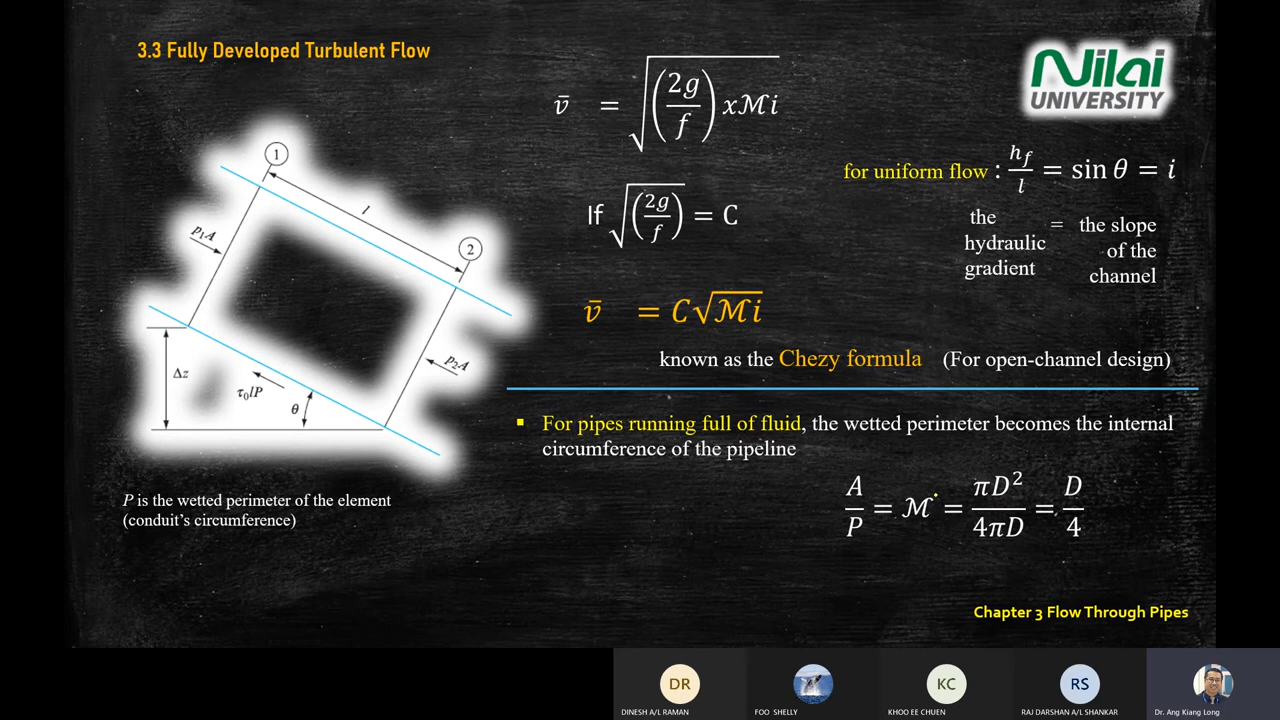 3.3 Fully Developed Turbulent Flow
Nilai
UNIVERSITY
v̄ = √((2g/f) xℳi)
for uniform flow : h_f/l = sin θ = i
the hydraulic gradient = the slope of the channel
If √(2g/f) = C
v̄ = C√ℳi
known as the Chezy formula (For open-channel design)
1
l
2
p₁A
p₂A
Δz
τ₀lP
θ
P is the wetted perimeter of the element
(conduit's circumference)
▪ For pipes running full of fluid, the wetted perimeter becomes the internal
circumference of the pipeline
A/P = ℳ = πD²/4πD = D/4
Chapter 3 Flow Through Pipes
DR
KC
RS
DINESH A/L RAMAN
FOO SHELLY
KHOO EE CHUEN
RAJ DARSHAN A/L SHANKAR
Dr. Ang Kiang Long